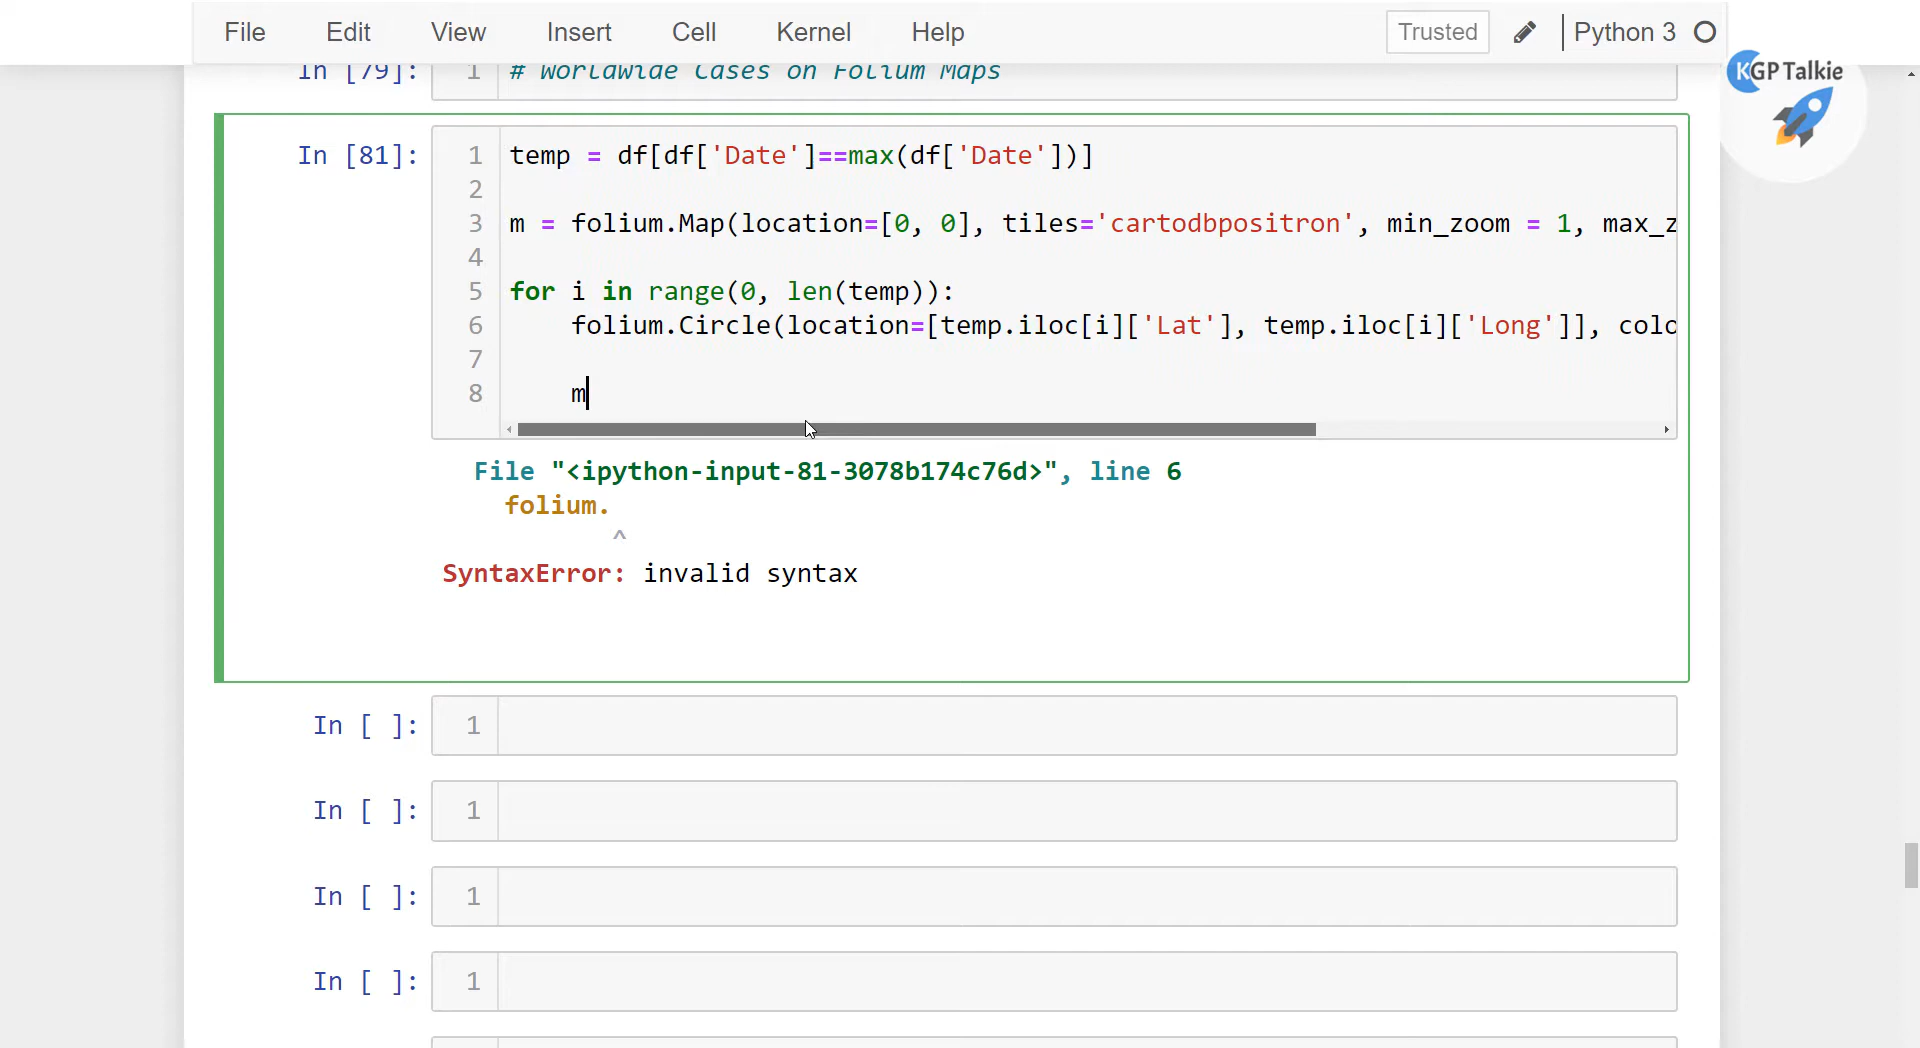 File Edit View Insert Cell Kernel Help Trusted Python 3
KGP Talkie
In [79]: 1 # Worldwide Cases on Folium Maps
In [81]: 1 temp = df[df['Date']==max(df['Date'])]
2
3 m = folium.Map(location=[0, 0], tiles='cartodbpositron', min_zoom = 1, max_z
4
5 for i in range(0, len(temp)):
6 folium.Circle(location=[temp.iloc[i]['Lat'], temp.iloc[i]['Long']], colo
7
8 m
File "<ipython-input-81-3078b174c76d>", line 6
folium.
^
SyntaxError: invalid syntax
In [ ]: 1
In [ ]: 1
In [ ]: 1
In [ ]: 1